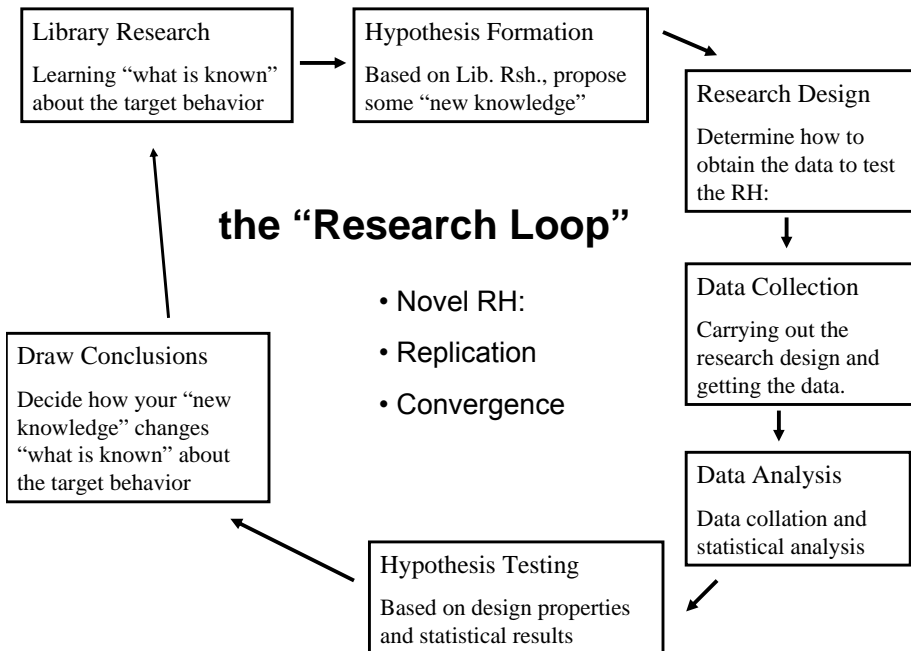 Library Research
Learning “what is known”
about the target behavior
Hypothesis Formation
Based on Lib. Rsh., propose
some “new knowledge”
Research Design
Determine how to
obtain the data to test
the RH:
the “Research Loop”
• Novel RH:
• Replication
• Convergence
Data Collection
Carrying out the
research design and
getting the data.
Data Analysis
Data collation and
statistical analysis
Hypothesis Testing
Based on design properties
and statistical results
Draw Conclusions
Decide how your “new
knowledge” changes
“what is known” about
the target behavior